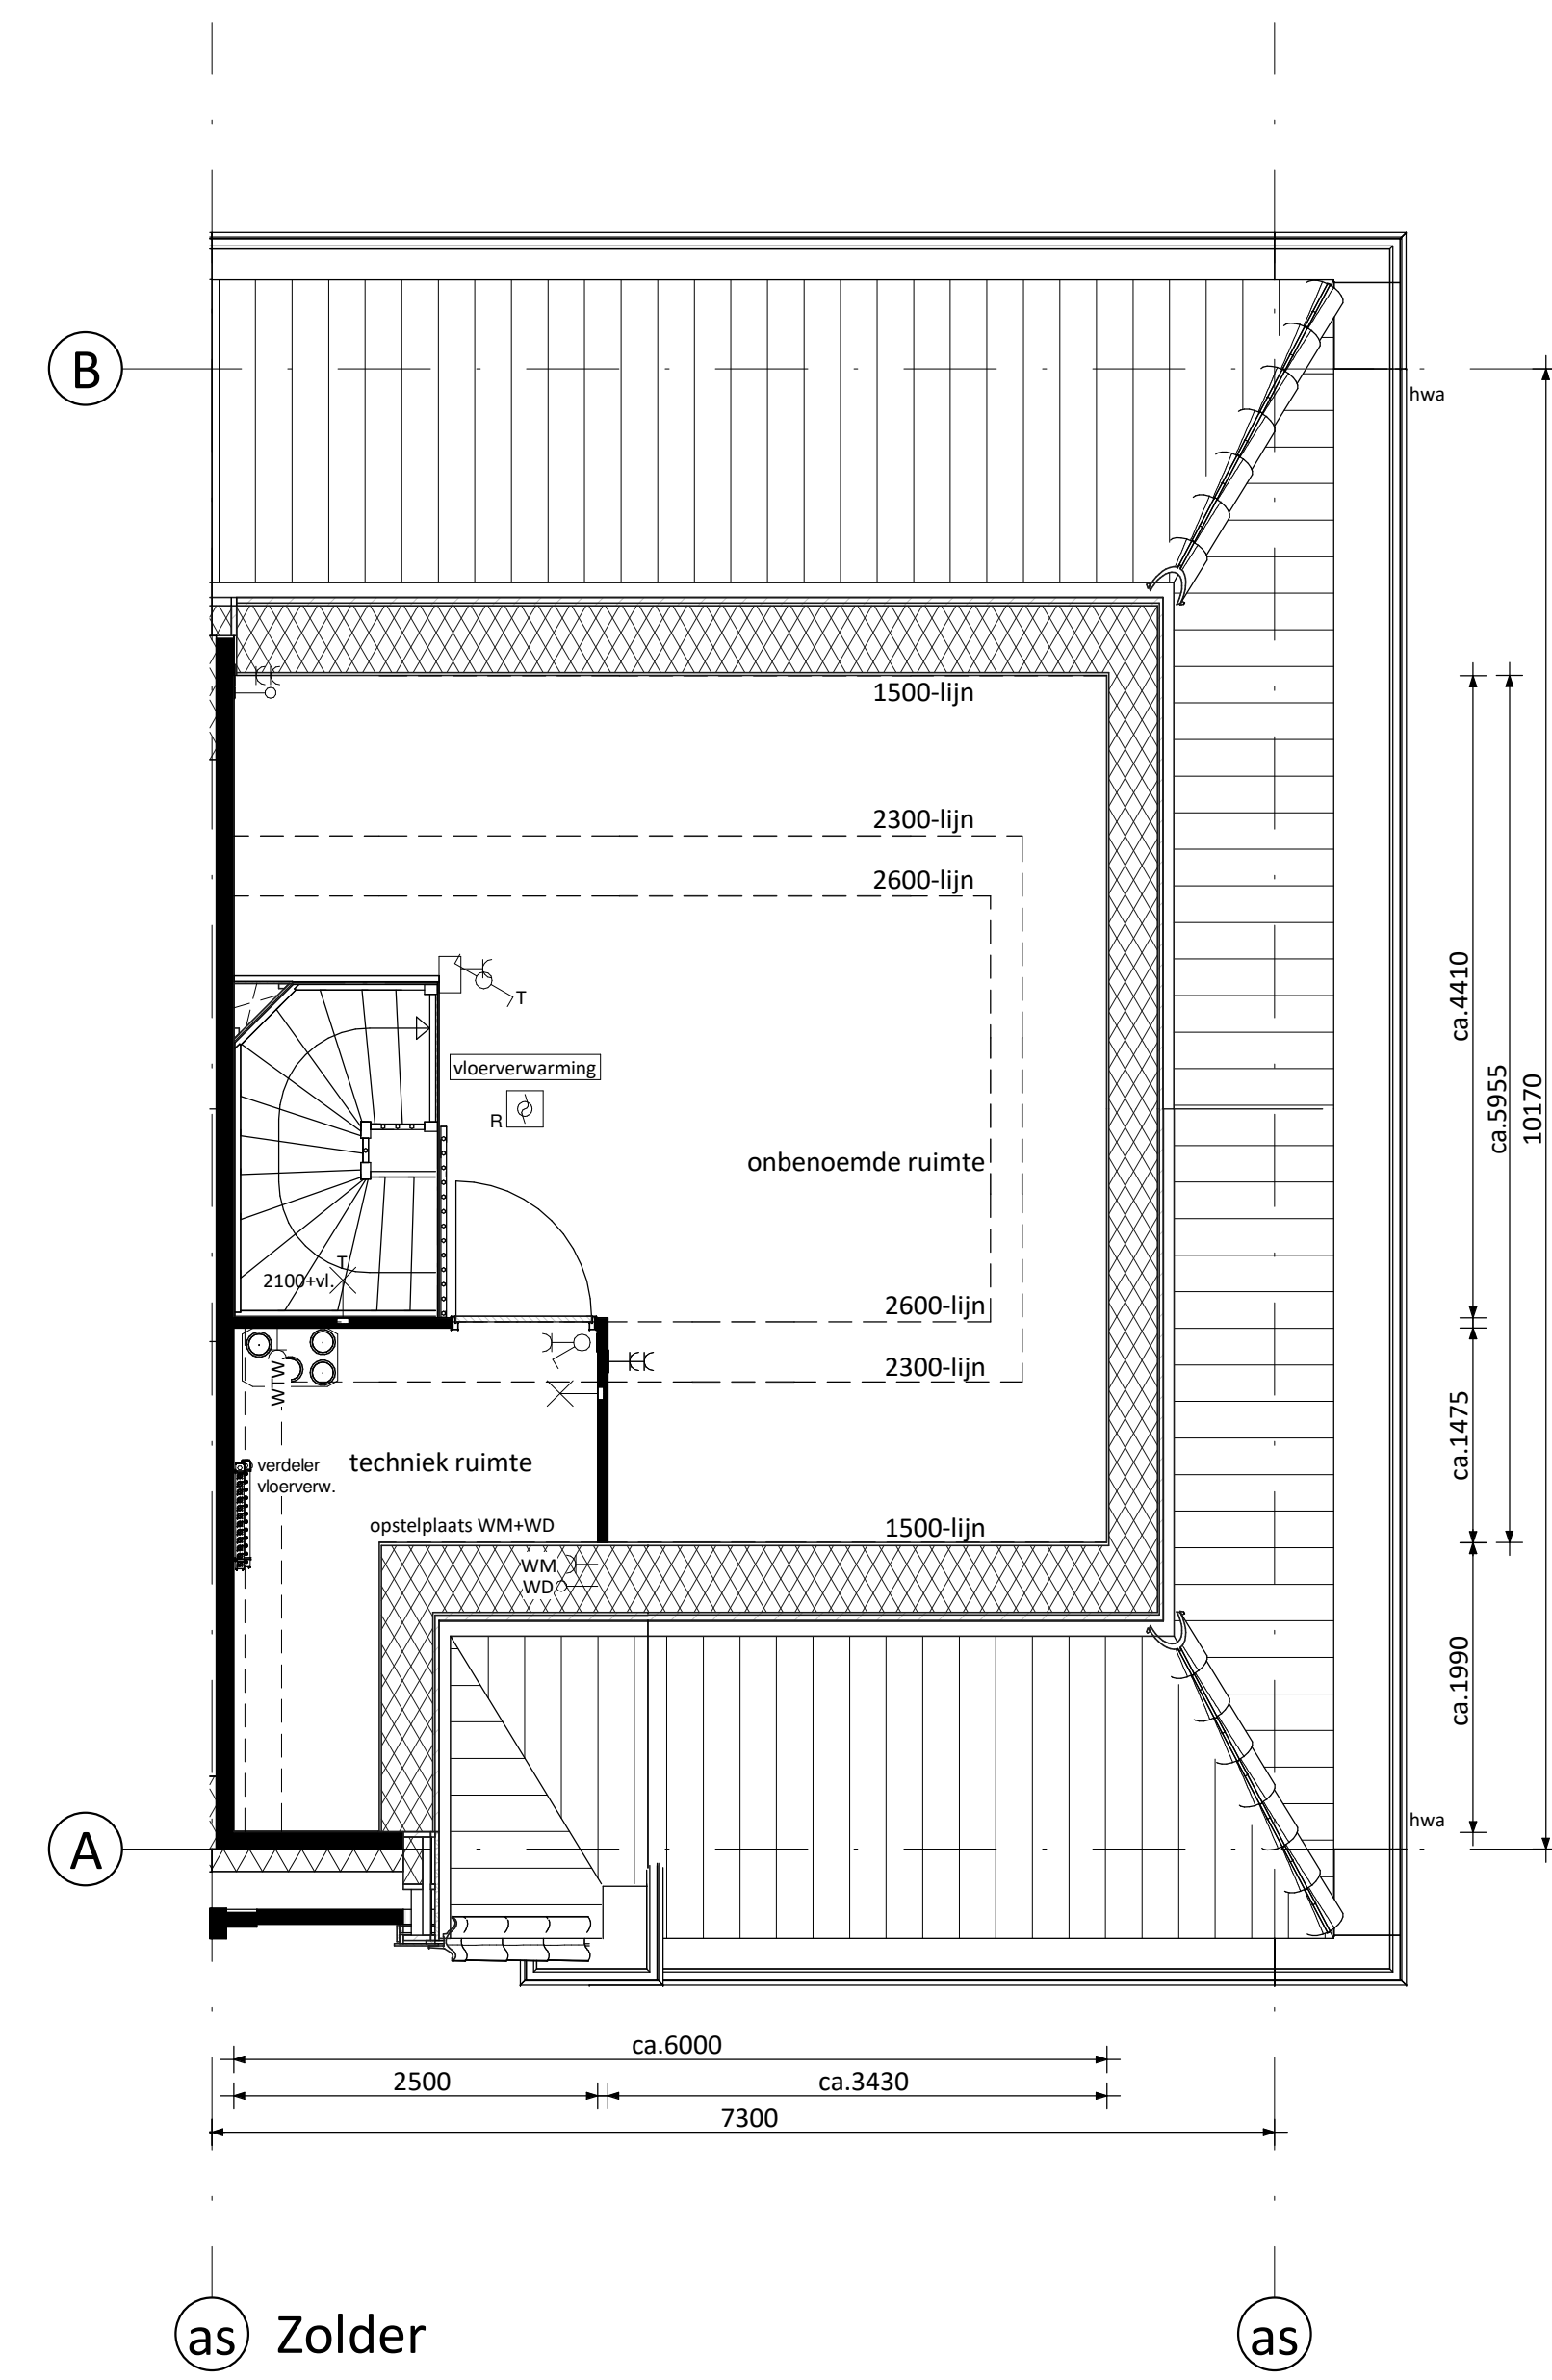 B
hwa
1500-lijn
2300-lijn
2600-lijn
T
vloerverwarming
R
ca.4410
ca.5955
10170
onbenoemde ruimte
T
2100+vl.
2600-lijn
2300-lijn
WTW
verdeler
vloerverw.
techniek ruimte
ca.1475
opstelplaats WM+WD
1500-lijn
WM
WD
ca.1990
hwa
A
ca.6000
2500
ca.3430
7300
as
Zolder
as